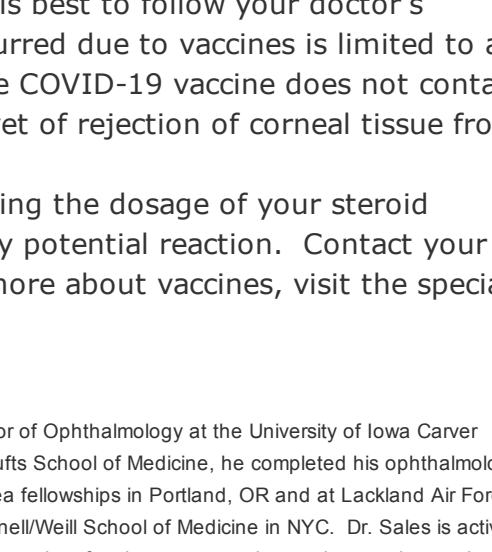 is best to follow your doctor's
urred due to vaccines is limited to a
e COVID-19 vaccine does not conta
et of rejection of corneal tissue fro
ing the dosage of your steroid
y potential reaction.  Contact your
more about vaccines, visit the specia
or of Ophthalmology at the University of Iowa Carver
ufts School of Medicine, he completed his ophthalmolo
ea fellowships in Portland, OR and at Lackland Air For
nell/Weill School of Medicine in NYC.  Dr. Sales is activ